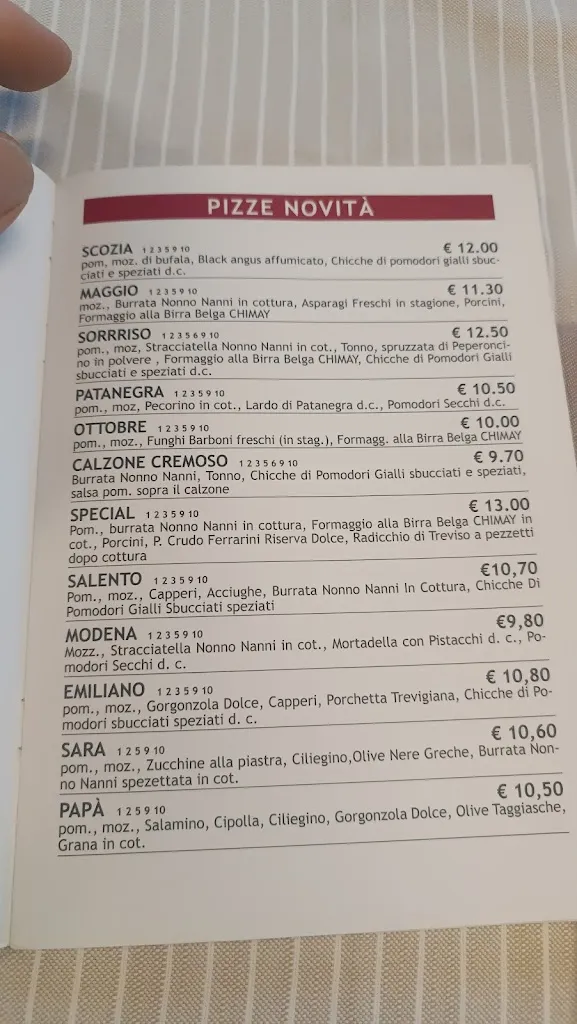 PIZZE NOVITÀ
SCOZIA 1 2 3 5 9 10 € 12.00
pom, moz. di bufala, Black angus affumicato, Chicche di pomodori gialli sbuc-
ciati e speziati d.c.
MAGGIO 1 2 3 5 9 10 € 11.30
moz., Burrata Nonno Nanni in cottura, Asparagi Freschi in stagione, Porcini,
Formaggio alla Birra Belga CHIMAY
SORRRISO 1 2 3 5 6 9 10 € 12.50
pom., moz, Stracciatella Nonno Nanni in cot., Tonno, spruzzata di Peperonci-
no in polvere , Formaggio alla Birra Belga CHIMAY, Chicche di Pomodori Gialli
sbucciati e speziati d.c.
PATANEGRA 1 2 3 5 9 10 € 10.50
pom., moz, Pecorino in cot., Lardo di Patanegra d.c., Pomodori Secchi d.c.
OTTOBRE 1 2 3 5 9 10 € 10.00
pom., moz., Funghi Barboni freschi (in stag.), Formagg. alla Birra Belga CHIMAY
CALZONE CREMOSO 1 2 3 5 6 9 10 € 9.70
Burrata Nonno Nanni, Tonno, Chicche di Pomodori Gialli sbucciati e speziati,
salsa pom. sopra il calzone
SPECIAL 1 2 3 5 9 10 € 13.00
Pom., burrata Nonno Nanni in cottura, Formaggio alla Birra Belga CHIMAY in
cot., Porcini, P. Crudo Ferrarini Riserva Dolce, Radicchio di Treviso a pezzetti
dopo cottura
SALENTO 1 2 3 5 9 10 €10,70
Pom., moz., Capperi, Acciughe, Burrata Nonno Nanni In Cottura, Chicche Di
Pomodori Gialli Sbucciati speziati
MODENA 1 2 3 5 9 10 €9,80
Mozz., Stracciatella Nonno Nanni in cot., Mortadella con Pistacchi d. c., Po-
modori Secchi d. c.
EMILIANO 1 2 3 5 9 10 € 10,80
pom., moz., Gorgonzola Dolce, Capperi, Porchetta Trevigiana, Chicche di Po-
modori sbucciati speziati d. c.
SARA 1 2 5 9 10 € 10,60
pom., moz., Zucchine alla piastra, Ciliegino,Olive Nere Greche, Burrata Non-
no Nanni spezettata in cot.
PAPÀ 1 2 5 9 10 € 10,50
pom., moz., Salamino, Cipolla, Ciliegino, Gorgonzola Dolce, Olive Taggiasche,
Grana in cot.